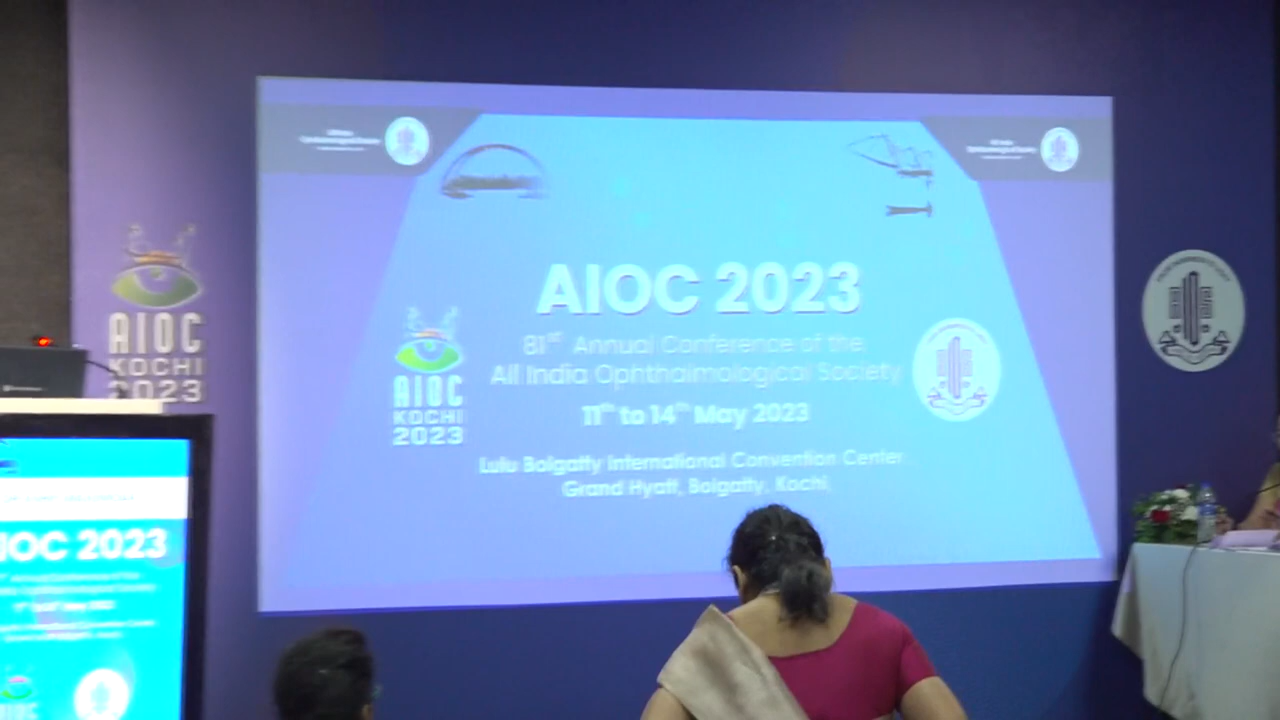 AIOC 2023
81st Annual Conference of the
All India Ophthalmological Society
11th to 14th May 2023
Lulu Bolgatty International Convention Center
Grand Hyatt, Bolgatty, Kochi
AIOC
KOCHI
2023
AIOC
KOCHI
2023
IOC 2023